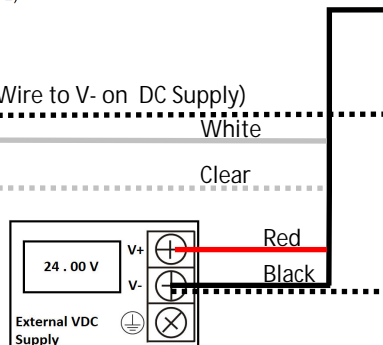 Wire to V- on DC Supply)
White
Clear
Red
V+
24 . 00 V
Black
V-
External VDC
Supply